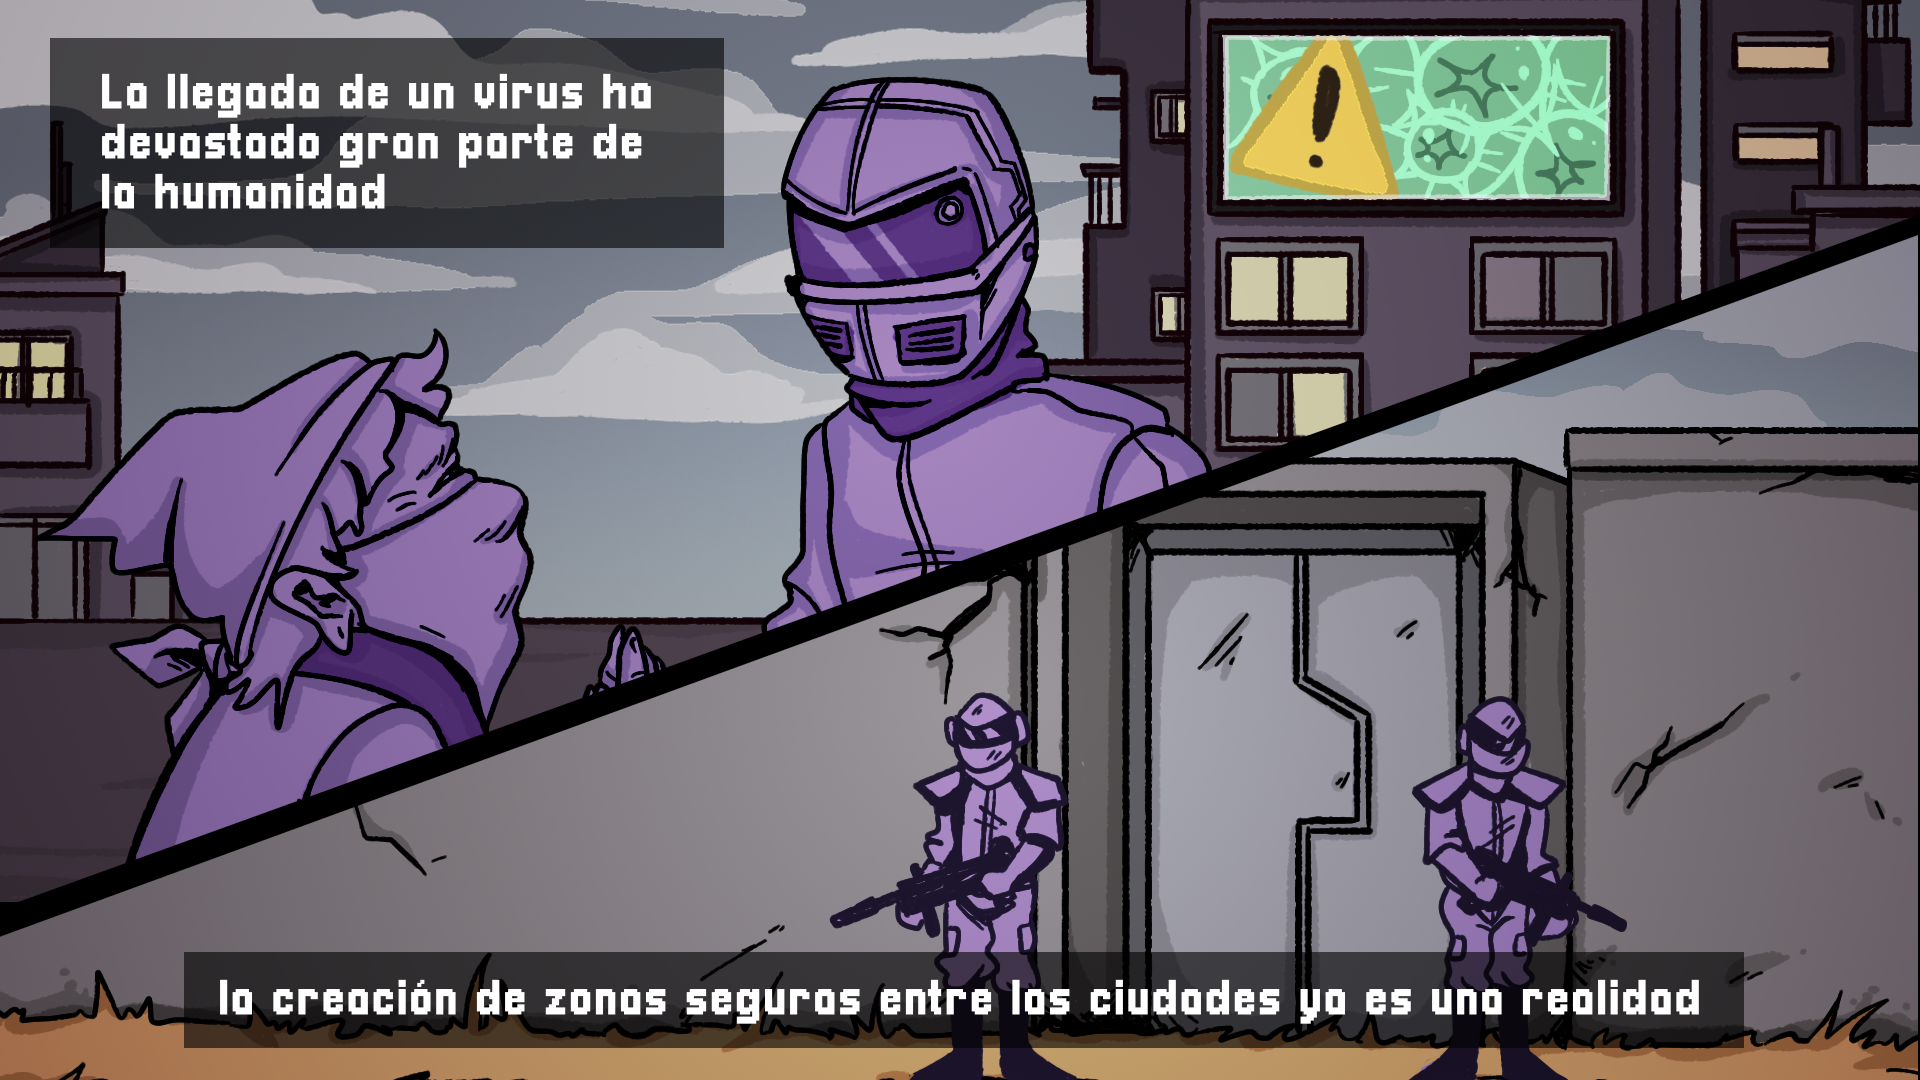 La llegada de un virus ha
devastado gran parte de
la humanidad
la creación de zonas seguras entre las ciudades ya es una realidad